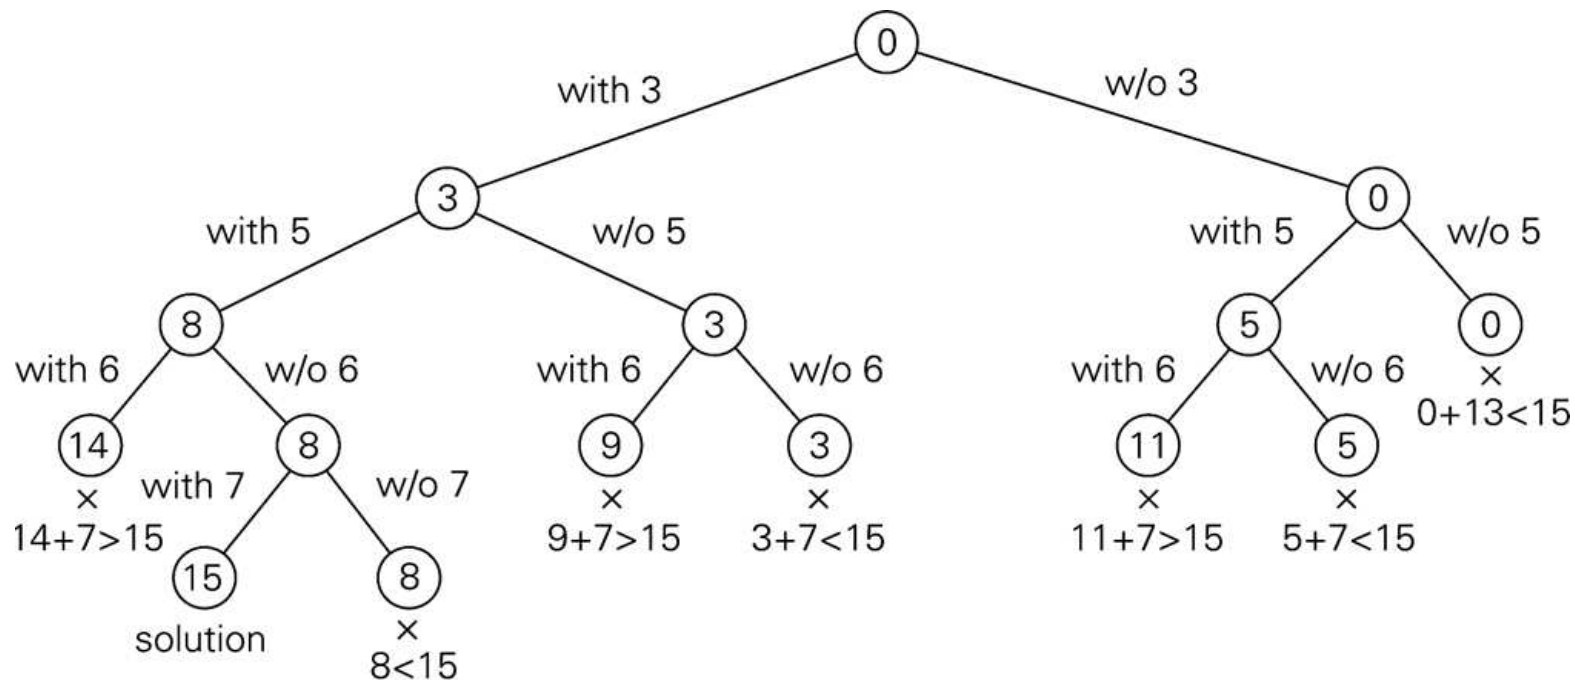 0
with 3
w/o 3
3
0
with 5
w/o 5
with 5
w/o 5
8
3
5
0
with 6
w/o 6
with 6
w/o 6
with 6
w/o 6
×
0+13<15
14
8
9
3
11
5
×
with 7
w/o 7
×
×
×
×
14+7>15
9+7>15
3+7<15
11+7>15
5+7<15
15
8
solution
×
8<15